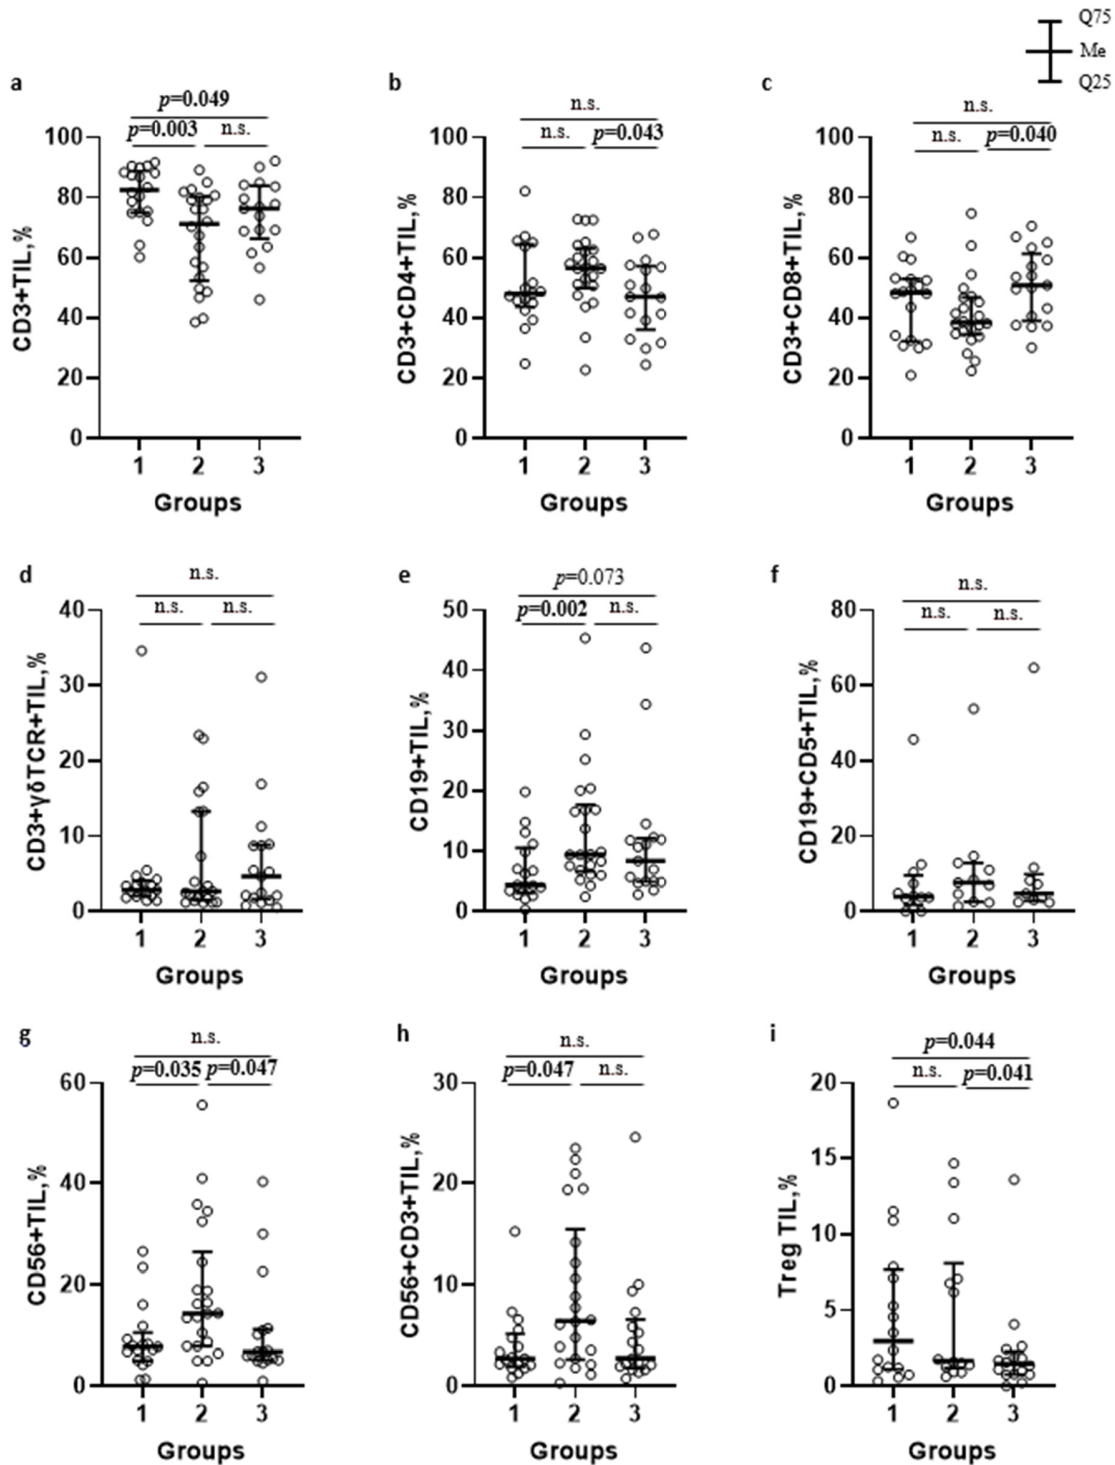 Q75
Me
Q25
a
p=0.049
p=0.003 n.s.
100
80
60
40
20
0
CD3+TIL,%
1 2 3
Groups
b
n.s.
n.s. p=0.043
100
80
60
40
20
0
CD3+CD4+TIL,%
1 2 3
Groups
c
n.s.
n.s. p=0.040
100
80
60
40
20
0
CD3+CD8+TIL,%
1 2 3
Groups
d
n.s.
n.s. n.s.
40
30
20
10
0
CD3+γδTCR+TIL,%
1 2 3
Groups
e
p=0.073
p=0.002 n.s.
50
40
30
20
10
0
CD19+TIL,%
1 2 3
Groups
f
n.s.
n.s. n.s.
80
60
40
20
0
CD19+CD5+TIL,%
1 2 3
Groups
g
n.s.
p=0.035 p=0.047
60
40
20
0
CD56+TIL,%
1 2 3
Groups
h
n.s.
p=0.047 n.s.
30
20
10
0
CD56+CD3+TIL,%
1 2 3
Groups
i
p=0.044
n.s. p=0.041
20
15
10
5
0
Treg TIL,%
1 2 3
Groups